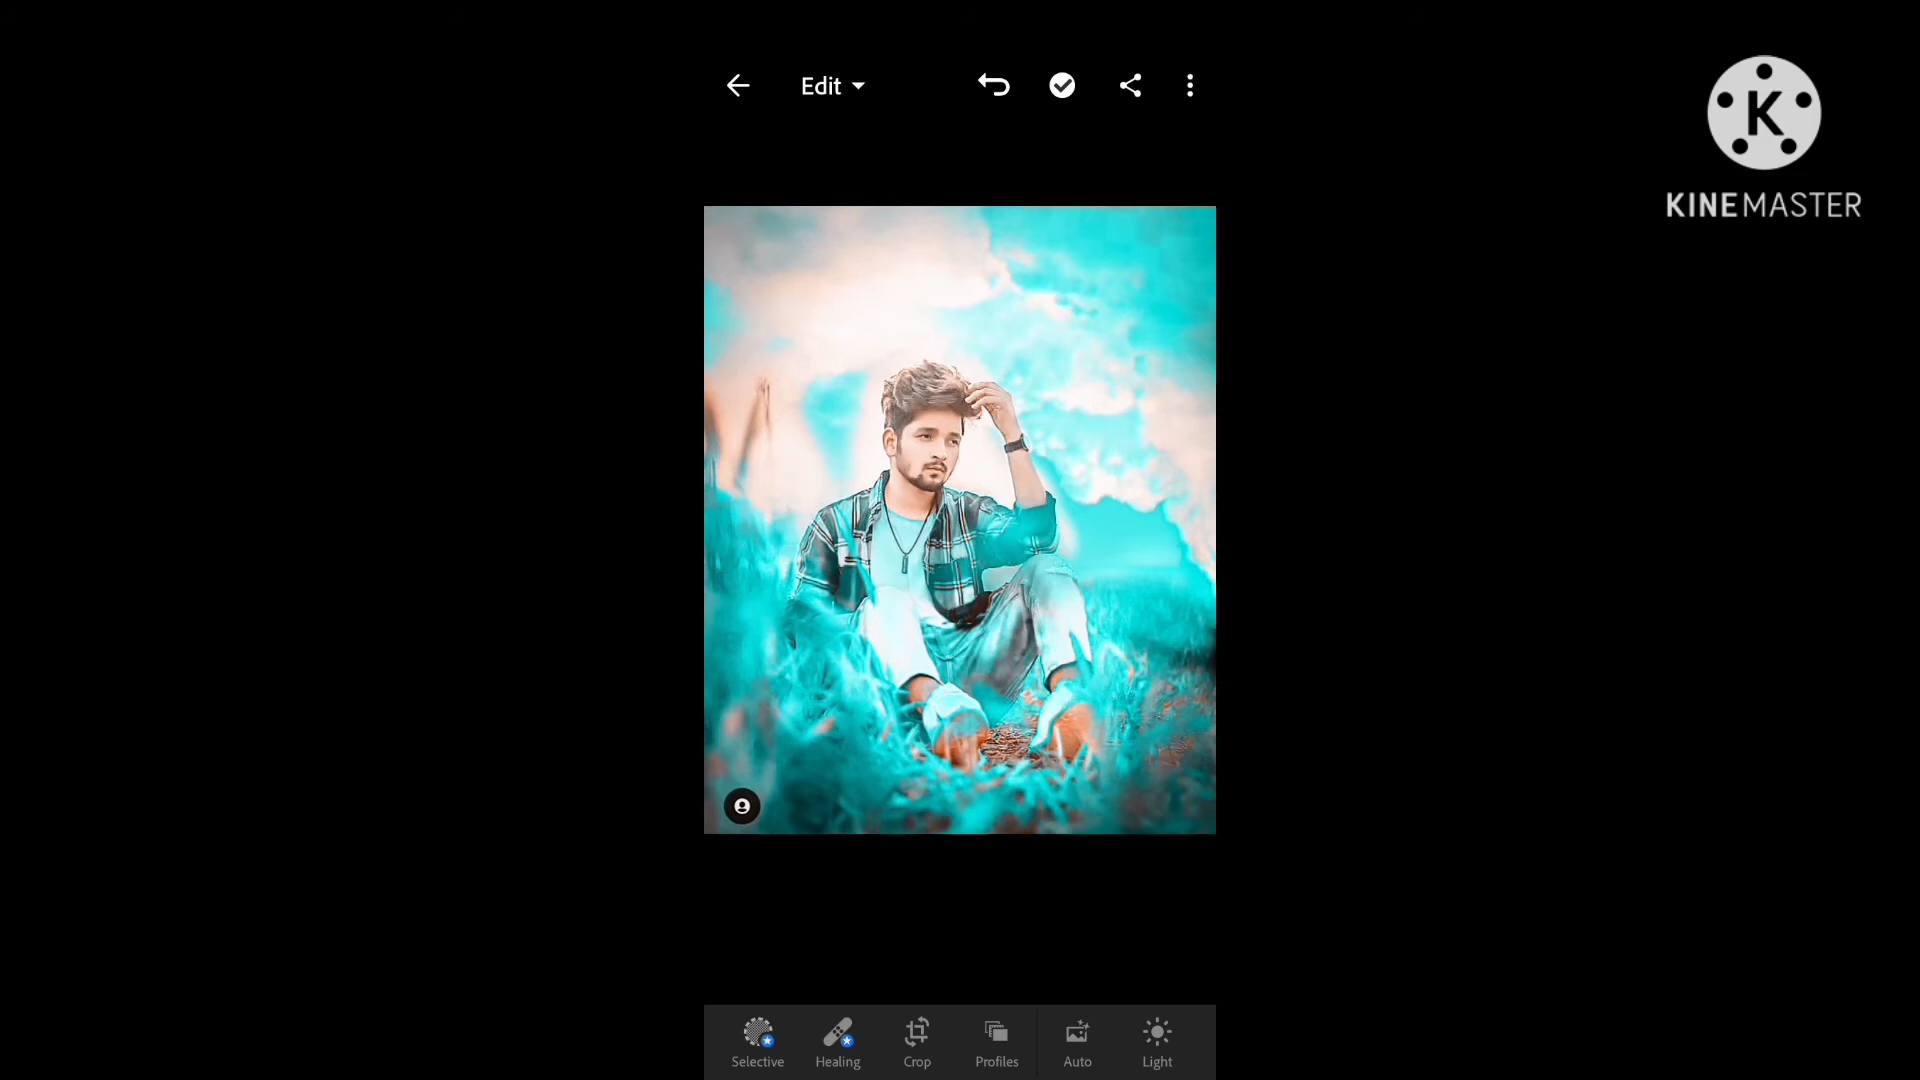 Edit
K
KINEMASTER
Selective
Healing
Crop
Profiles
Auto
Light